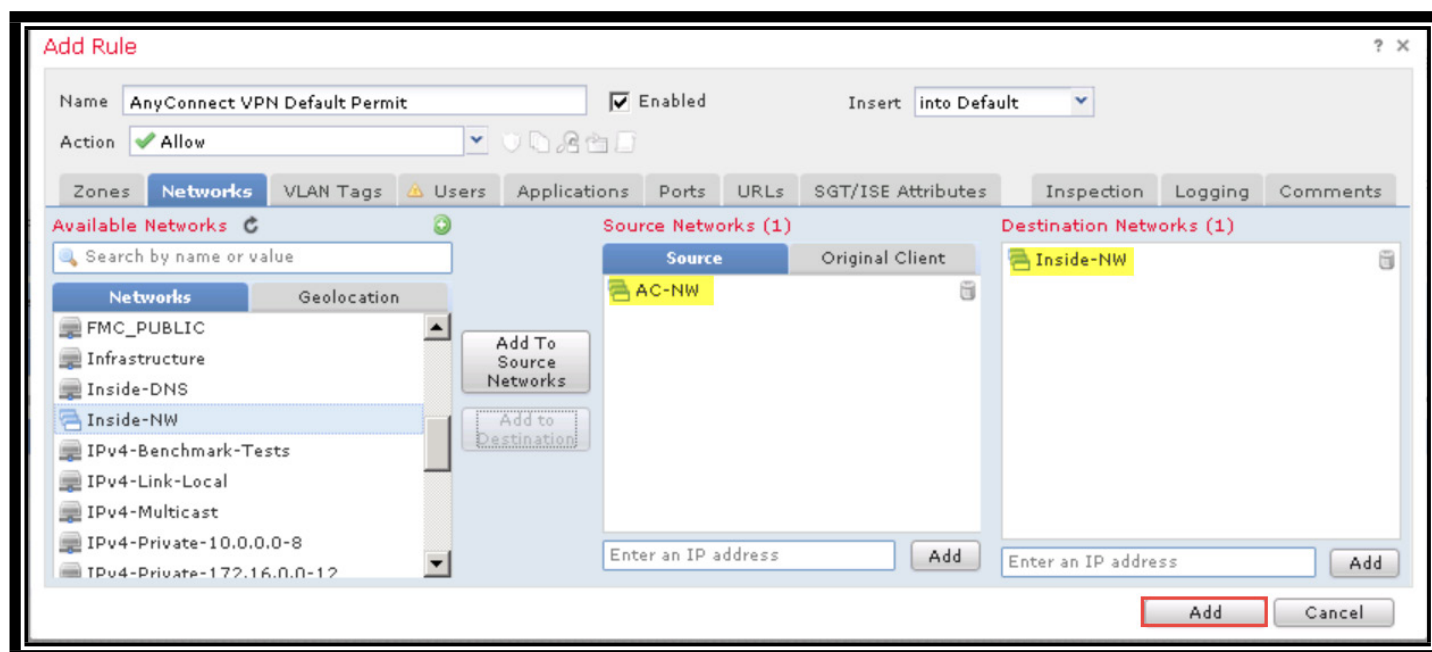 Add Rule ? ×
Name AnyConnect VPN Default Permit Enabled Insert into Default
Action Allow
Zones Networks VLAN Tags Users Applications Ports URLs SGT/ISE Attributes Inspection Logging Comments
Available Networks Source Networks (1) Destination Networks (1)
Search by name or value Source Original Client Inside-NW
Networks Geolocation AC-NW
FMC_PUBLIC
Infrastructure
Inside-DNS
Inside-NW
IPv4-Benchmark-Tests
IPv4-Link-Local
IPv4-Multicast
IPv4-Private-10.0.0.0-8
IPv4-Private-172.16.0.0-12
Add To
Source
Networks
Add to
Destination
Enter an IP address Add Enter an IP address Add
Add Cancel